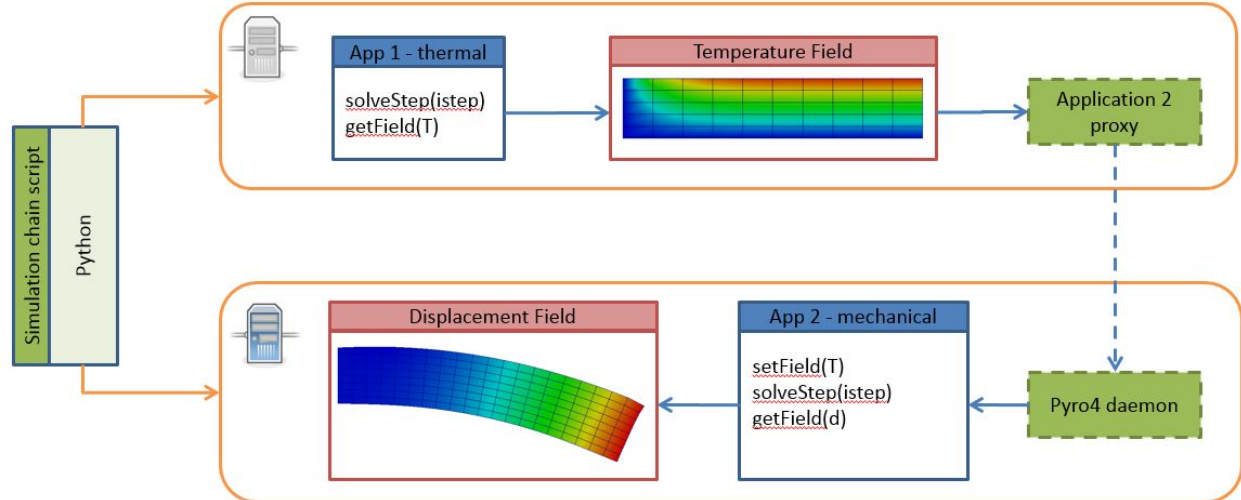 App 1 - thermal
solveStep(istep)
getField(T)
Temperature Field
Application 2
proxy
Simulation chain script
Python
Displacement Field
App 2 - mechanical
setField(T)
solveStep(istep)
getField(d)
Pyro4 daemon